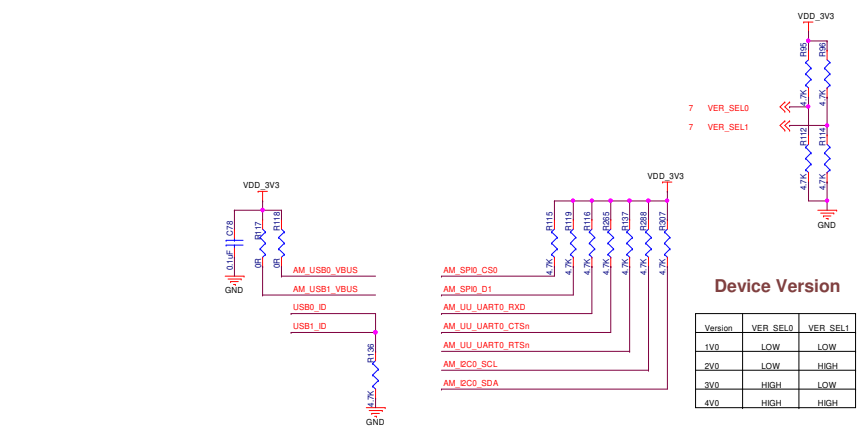 VDD_3V3
R95
R96
4.7K
4.7K
7 VER_SEL0
7 VER_SEL1
R112
R114
4.7K
4.7K
GND
VDD_3V3
C78
0.1uF
GND
R117
0R
R118
0R
AM_USB0_VBUS
AM_USB1_VBUS
USB0_ID
USB1_ID
R136
4.7K
GND
VDD_3V3
R115
R119
R116
R265
R137
R288
R307
4.7K
4.7K
4.7K
4.7K
4.7K
4.7K
4.7K
AM_SPI0_CS0
AM_SPI0_D1
AM_UU_UART0_RXD
AM_UU_UART0_CTSn
AM_UU_UART0_RTSn
AM_I2C0_SCL
AM_I2C0_SDA
Device Version
Version VER_SEL0 VER_SEL1
1V0 LOW LOW
2V0 LOW HIGH
3V0 HIGH LOW
4V0 HIGH HIGH